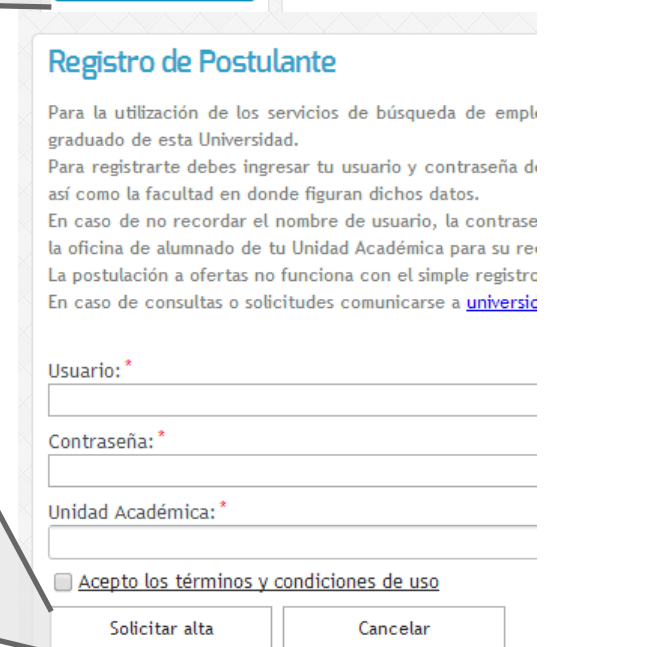 Registro de Postulante
Para la utilización de los servicios de búsqueda de
graduado de esta Universidad.
Para registrarte debes ingresar tu usuario y contraseña
así como la facultad en donde figuran dichos datos.
En caso de no recordar el nombre de usuario, la
la oficina de alumnado de tu Unidad Académica para su
La postulación a ofertas no funciona con el simple registro
En caso de consultas o solicitudes comunicarse a
Usuario: *
Contraseña: *
Unidad Académica: *
Acepto los términos y condiciones de uso
Solicitar alta
Cancelar